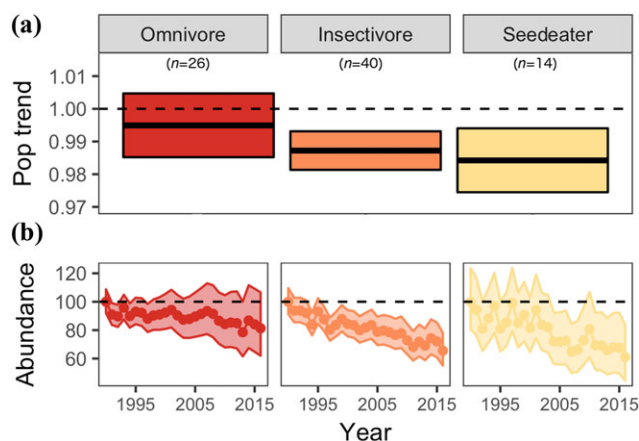 (a)
Omnivore Insectivore Seedeater
(n=26) (n=40) (n=14)
Pop trend
1.01
1.00
0.99
0.98
0.97
(b)
Abundance
120
100
80
60
1995 2005 2015 1995 2005 2015 1995 2005 2015
Year